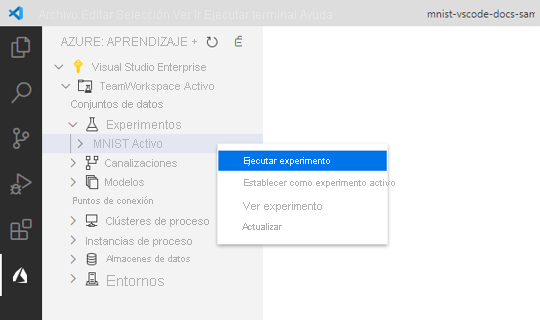 Archivo Editar Selección Ver Ir Ejecutar terminal Ayuda
mnist-vscode-docs-sam
AZURE: APRENDIZAJE +
Visual Studio Enterprise
TeamWorkspace Activo
Conjuntos de datos
Experimentos
MNIST Activo
Ejecutar experimento
Canalizaciones
Modelos
Establecer como experimento activo
Puntos de conexión
Ver experimento
Clústeres de proceso
Actualizar
Instancias de proceso
Almacenes de datos
Entornos